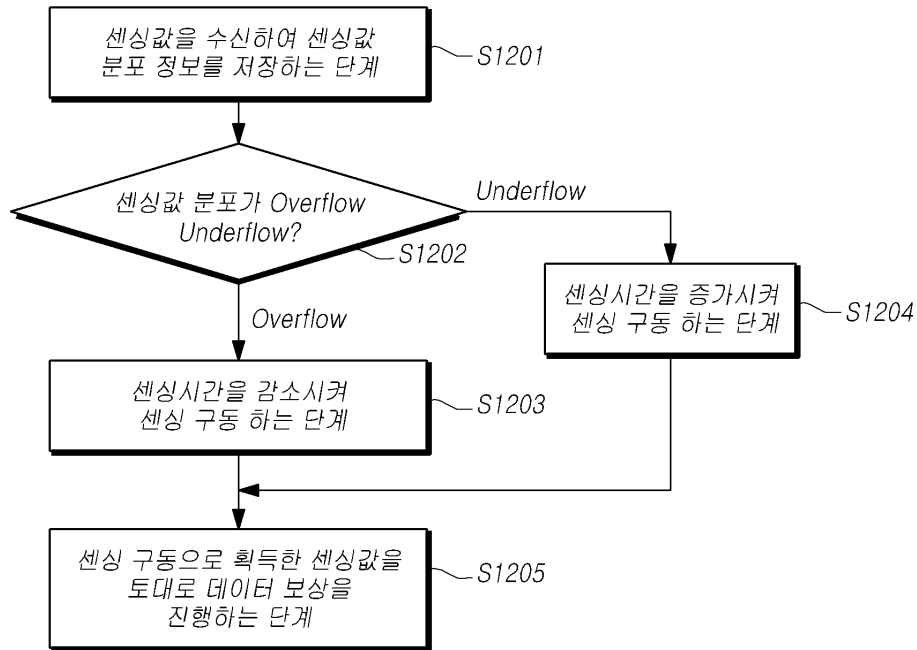 센싱값을 수신하여 센싱값
분포 정보를 저장하는 단계
S1201
센싱값 분포가 Overflow
Underflow?
S1202
Underflow
Overflow
센싱시간을 증가시켜
센싱 구동 하는 단계
S1204
센싱시간을 감소시켜
센싱 구동 하는 단계
S1203
센싱 구동으로 획득한 센싱값을
토대로 데이터 보상을
진행하는 단계
S1205